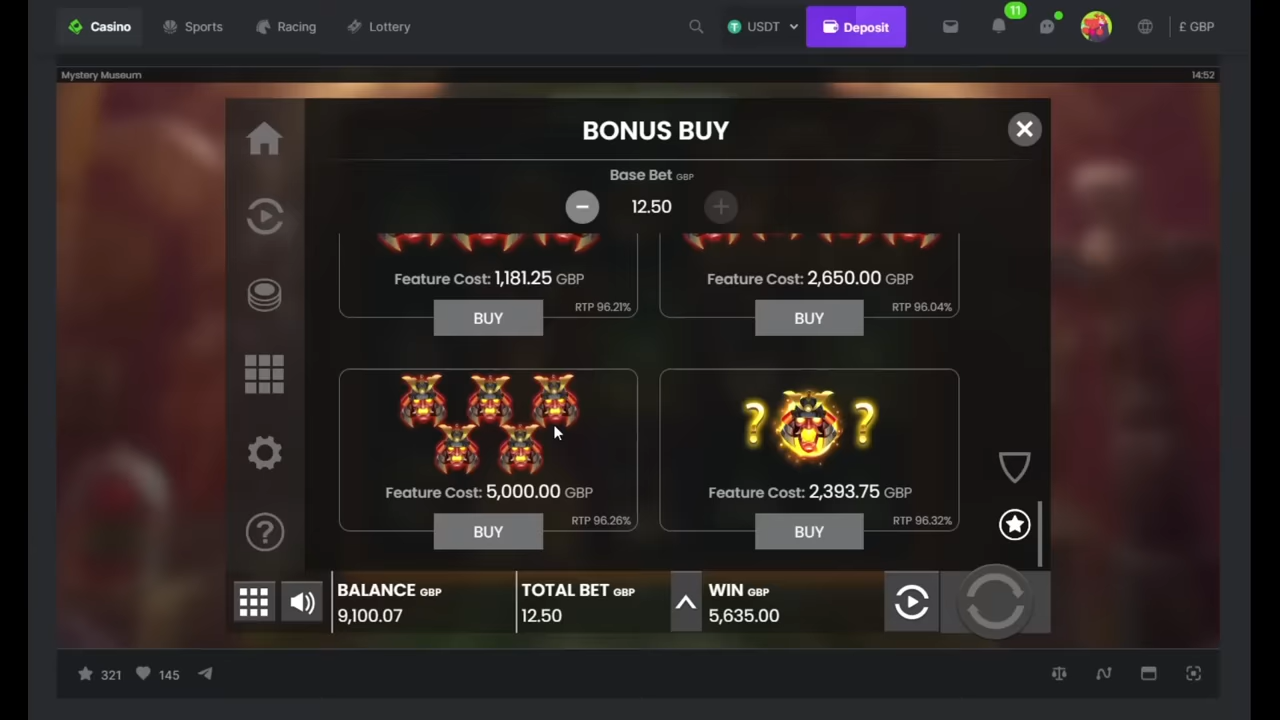 Casino
Sports
Racing
Lottery
USDT
Deposit
11
£ GBP
Mystery Museum
14:52
BONUS BUY
Base Bet GBP
12.50
Feature Cost: 1,181.25 GBP
RTP 96.21%
BUY
Feature Cost: 2,650.00 GBP
RTP 96.04%
BUY
Feature Cost: 5,000.00 GBP
RTP 96.26%
BUY
? ?
Feature Cost: 2,393.75 GBP
RTP 96.32%
BUY
?
BALANCE GBP
9,100.07
TOTAL BET GBP
12.50
WIN GBP
5,635.00
321
145